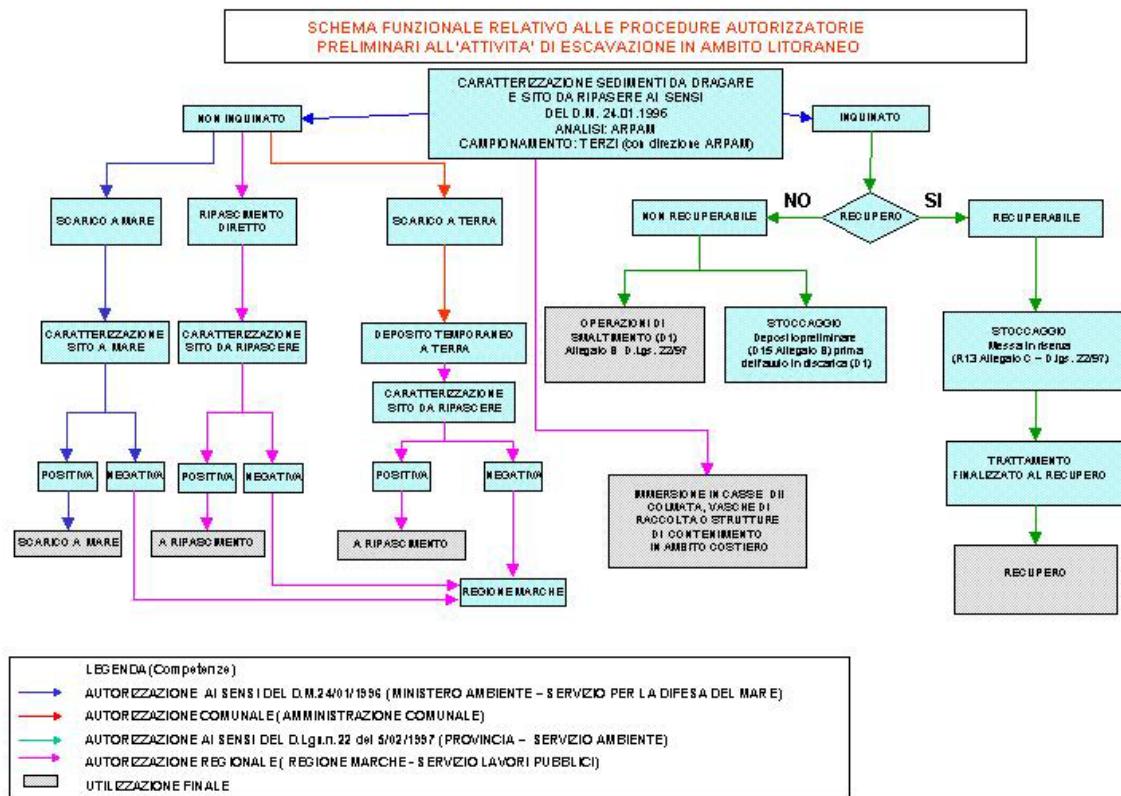 SCHEMA FUNZIONALE RELATIVO ALLE PROCEDURE AUTORIZZATORIE
PRELIMINARI ALL'ATTIVITA' DI ESCAVAZIONE IN AMBITO LITORANEO
CARATTERIZZAZIONE SEDIMENTI DA DRAGARE
E SITO DA RIPASERE AI SENSI
DEL D.M. 24.01.1996
ANALISI: ARPAM
CAMPIONAMENTO: TERZI (con direzione ARPAM)
NON INQUINATO
INQUINATO
SCARICO A MARE
RIPASCIMENTO
DIRETTO
SCARICO A TERRA
NO
SI
NON RECUPERABILE
RECUPERO
RECUPERABILE
CARATTERIZZAZIONE
SITO A MARE
CARATTERIZZAZIONE
SITO DA RIPASCERE
DEPOSITO TEMPORANEO
A TERRA
CARATTERIZZAZIONE
SITO DA RIPASCERE
OPERAZIONI DI
SMALTIMENTO (D1)
Allegato B D.Lgs. 22/97
STOCCAGGIO
Deposito preliminare
(D15 Allegato B) prima
dell'auvio in discarica (D1)
STOCCAGGIO
Messa in riserva
(R13 Allegato C – D.lgs. 22/97)
POSITIVA
NEGATIVA
POSITIVA
NEGATIVA
POSITIVA
NEGATIVA
TRATTAMENTO
FINALIZZATO AL RECUPERO
SCARICO A MARE
A RIPASCIMENTO
A RIPASCIMENTO
IMMERSIONE IN CASSE DII
COLMATA, VASCHE DI
RACCOLTA O STRUTTURE
DI CONTENIMENTO
IN AMBITO COSTIERO
RECUPERO
REGIONE MARCHE
LEGENDA (Competenze)
AUTORIZZAZIONE AI SENSI DEL D.M.24/01/1996 ( MINISTERO AMBIENTE – SERVIZIO PER LA DIFESA DEL MARE)
AUTORIZZAZIONE COMUNALE ( AMMINISTRAZIONE COMUNALE)
AUTORIZZAZIONE AI SENSI DEL D.Lgs.n.22 del 5/02/1997 ( PROVINCIA – SERVIZIO AMBIENTE)
AUTORIZZAZIONE REGIONALE ( REGIONE MARCHE - SERVIZIO LAVORI PUBBLICI)
UTILIZZAZIONE FINALE